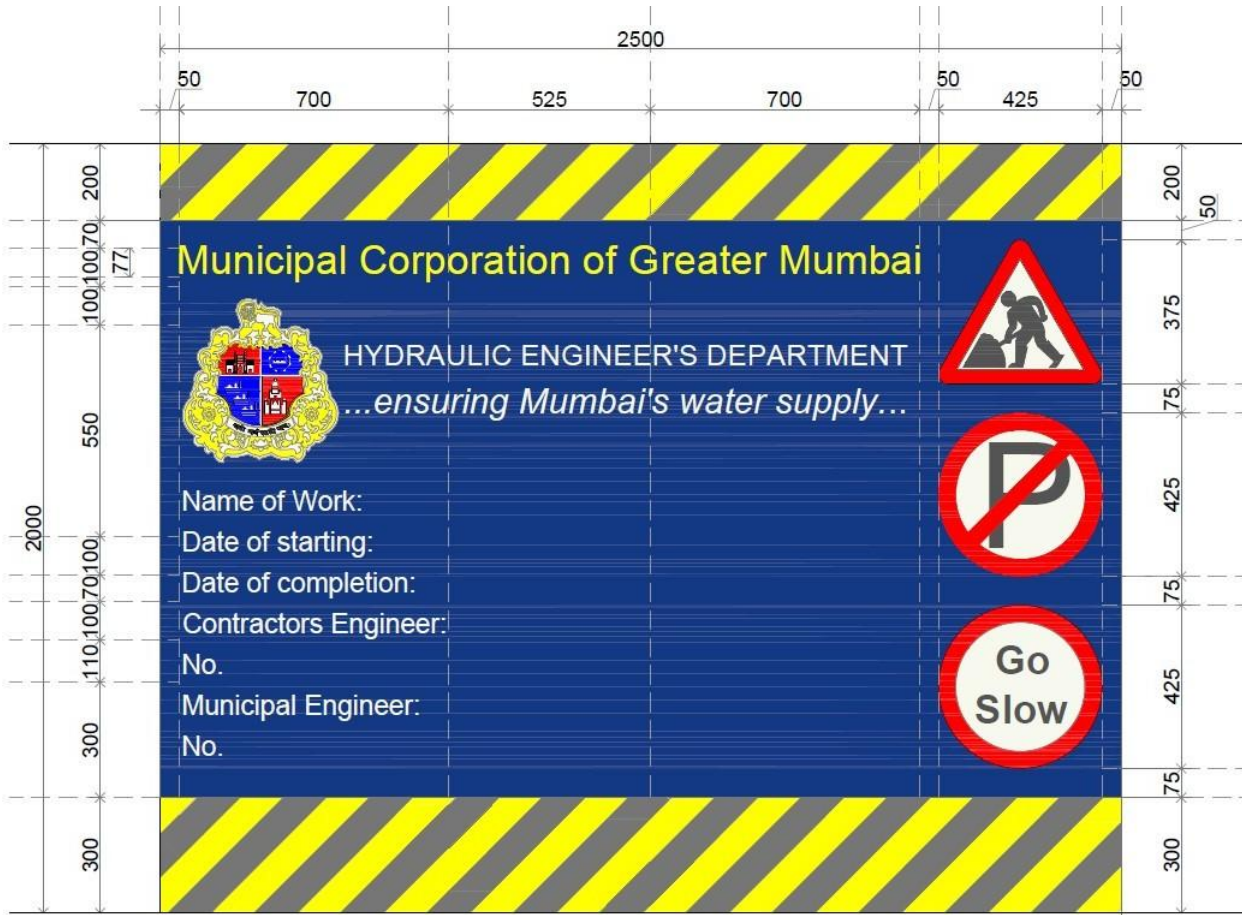 2500
50
50
50
700
525
700
425
200
200
50
70
77
100
100
375
75
550
425
2000
100
75
70
100
110
425
300
75
300
300
Municipal Corporation of Greater Mumbai
HYDRAULIC ENGINEER'S DEPARTMENT
...ensuring Mumbai's water supply...
P
Name of Work:
Date of starting:
Date of completion:
Contractors Engineer:
No.
Municipal Engineer:
No.
Go
Slow